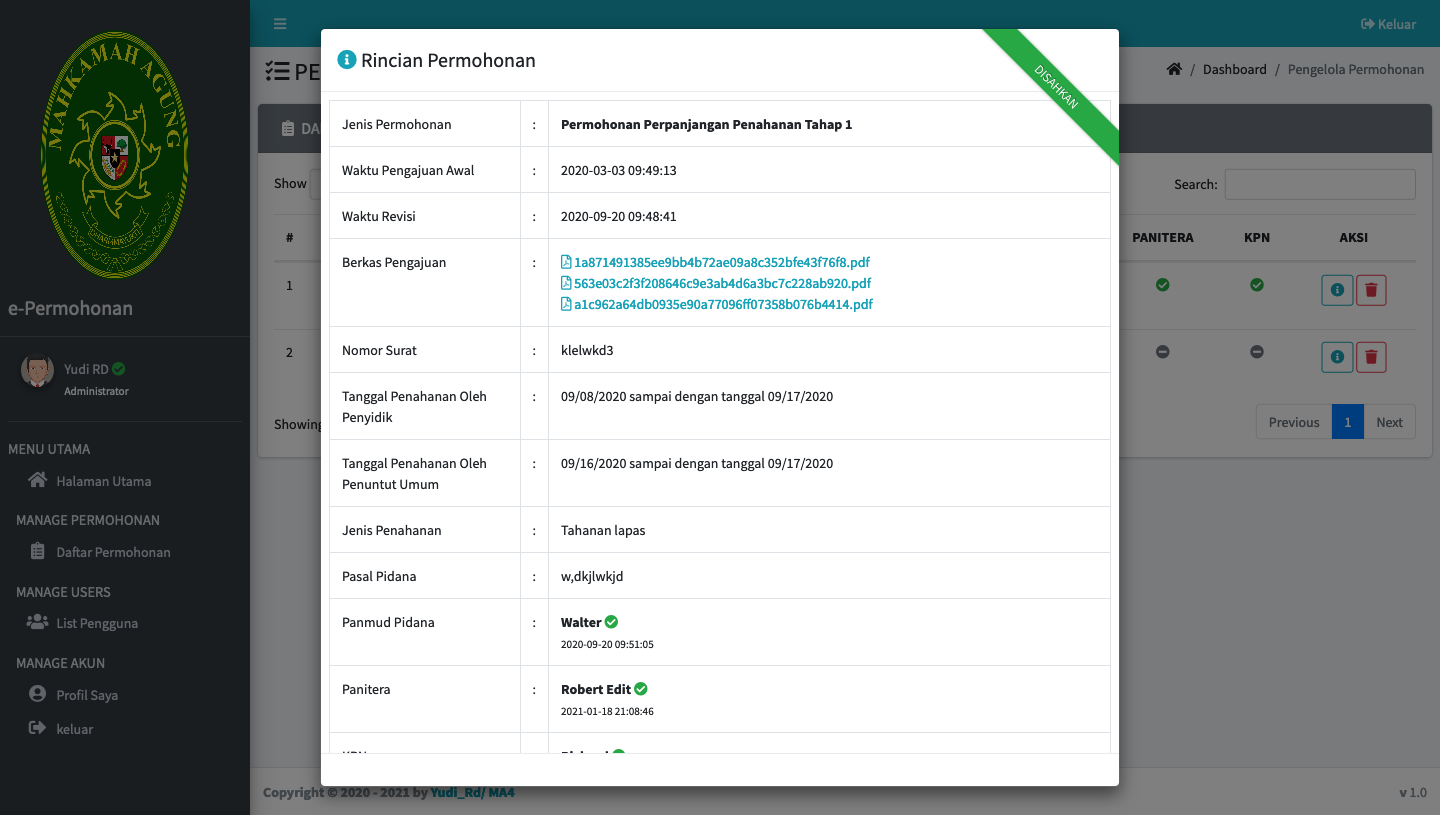 MAHKAMAH AGUNG
e-Permohonan
Yudi RD
Administrator
MENU UTAMA
Halaman Utama
MANAGE PERMOHONAN
Daftar Permohonan
MANAGE USERS
List Pengguna
MANAGE AKUN
Profil Saya
keluar
Keluar
Dashboard / Pengelola Permohonan
Show
Search:
# PANITERA KPN AKSI
1
2
Previous 1 Next
Rincian Permohonan
DISAHKAN
Jenis Permohonan : Permohonan Perpanjangan Penahanan Tahap 1
Waktu Pengajuan Awal : 2020-03-03 09:49:13
Waktu Revisi : 2020-09-20 09:48:41
Berkas Pengajuan : 1a871491385ee9bb4b72ae09a8c352bfe43f76f8.pdf
563e03c2f3f208646c9e3ab4d6a3bc7c228ab920.pdf
a1c962a64db0935e90a77096ff07358b076b4414.pdf
Nomor Surat : klelwkd3
Tanggal Penahanan Oleh Penyidik : 09/08/2020 sampai dengan tanggal 09/17/2020
Tanggal Penahanan Oleh Penuntut Umum : 09/16/2020 sampai dengan tanggal 09/17/2020
Jenis Penahanan : Tahanan lapas
Pasal Pidana : w,dkjlwkjd
Panmud Pidana : Walter
2020-09-20 09:51:05
Panitera : Robert Edit
2021-01-18 21:08:46
Copyright © 2020 - 2021 by Yudi_Rd/ MA4
v 1.0